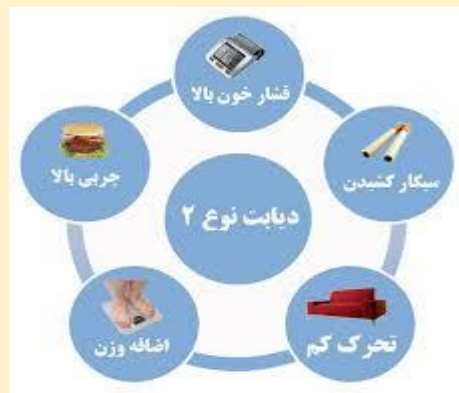 فشار خون بالا
سیگار کشیدن
چربی بالا
دیابت نوع ۲
تحرک کم
اضافه وزن